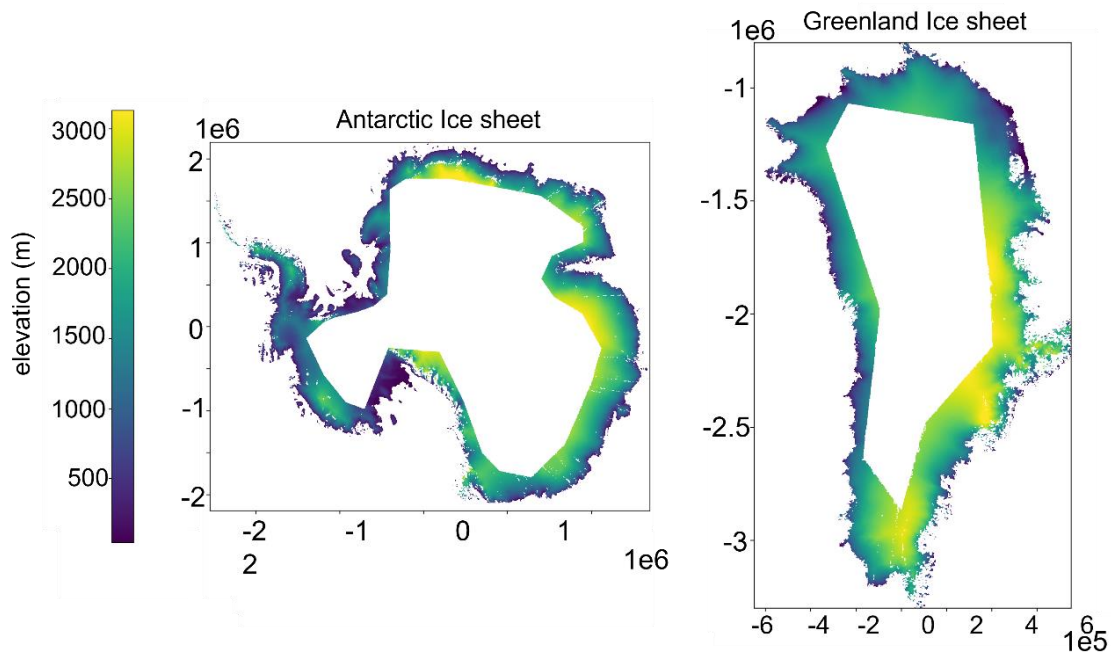 elevation (m)
3000
2500
2000
1500
1000
500
Antarctic Ice sheet
1e6
2
1
0
-1
-2
-2 -1 0 1
2
1e6
Greenland Ice sheet
1e6
-1
-1.5
-2
-2.5
-3
-6 -4 -2 0 2 4 6
1e5